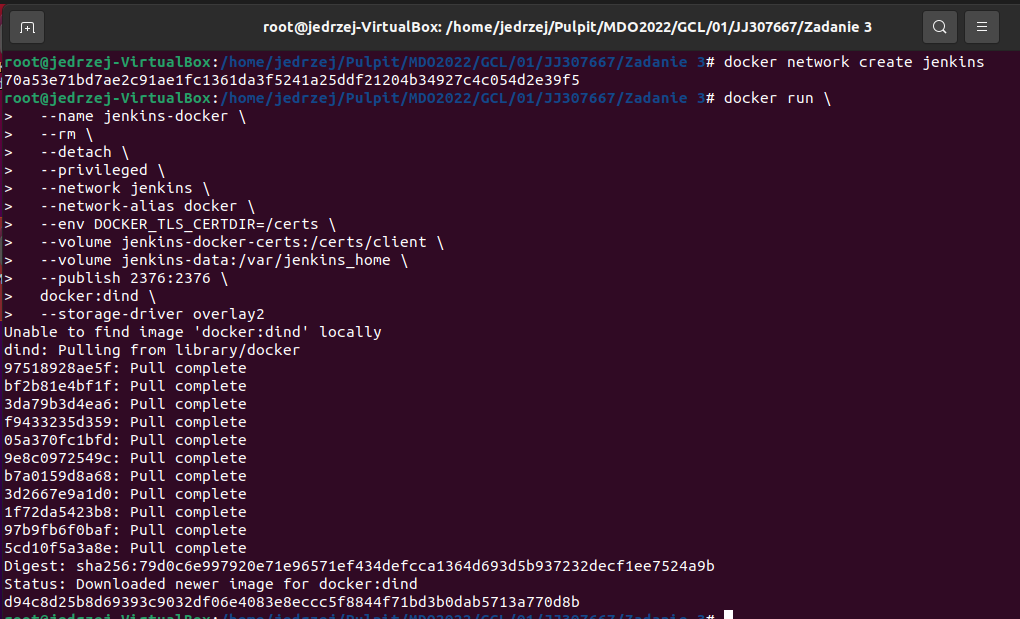 root@jedrzej-VirtualBox: /home/jedrzej/Pulpit/MDO2022/GCL/01/JJ307667/Zadanie 3
root@jedrzej-VirtualBox:/home/jedrzej/Pulpit/MDO2022/GCL/01/JJ307667/Zadanie 3# docker network create jenkins
70a53e71bd7ae2c91ae1fc1361da3f5241a25ddf21204b34927c4c054d2e39f5
root@jedrzej-VirtualBox:/home/jedrzej/Pulpit/MDO2022/GCL/01/JJ307667/Zadanie 3# docker run \
>   --name jenkins-docker \
>   --rm \
>   --detach \
>   --privileged \
>   --network jenkins \
>   --network-alias docker \
>   --env DOCKER_TLS_CERTDIR=/certs \
>   --volume jenkins-docker-certs:/certs/client \
>   --volume jenkins-data:/var/jenkins_home \
>   --publish 2376:2376 \
>   docker:dind \
>   --storage-driver overlay2
Unable to find image 'docker:dind' locally
dind: Pulling from library/docker
97518928ae5f: Pull complete
bf2b81e4bf1f: Pull complete
3da79b3d4ea6: Pull complete
f9433235d359: Pull complete
05a370fc1bfd: Pull complete
9e8c0972549c: Pull complete
b7a0159d8a68: Pull complete
3d2667e9a1d0: Pull complete
1f72da5423b8: Pull complete
97b9fb6f0baf: Pull complete
5cd10f5a3a8e: Pull complete
Digest: sha256:79d0c6e997920e71e96571ef434defcca1364d693d5b937232decf1ee7524a9b
Status: Downloaded newer image for docker:dind
d94c8d25b8d69393c9032df06e4083e8eccc5f8844f71bd3b0dab5713a770d8b
root@jedrzej-VirtualBox:/home/jedrzej/Pulpit/MDO2022/GCL/01/JJ307667/Zadanie 3#